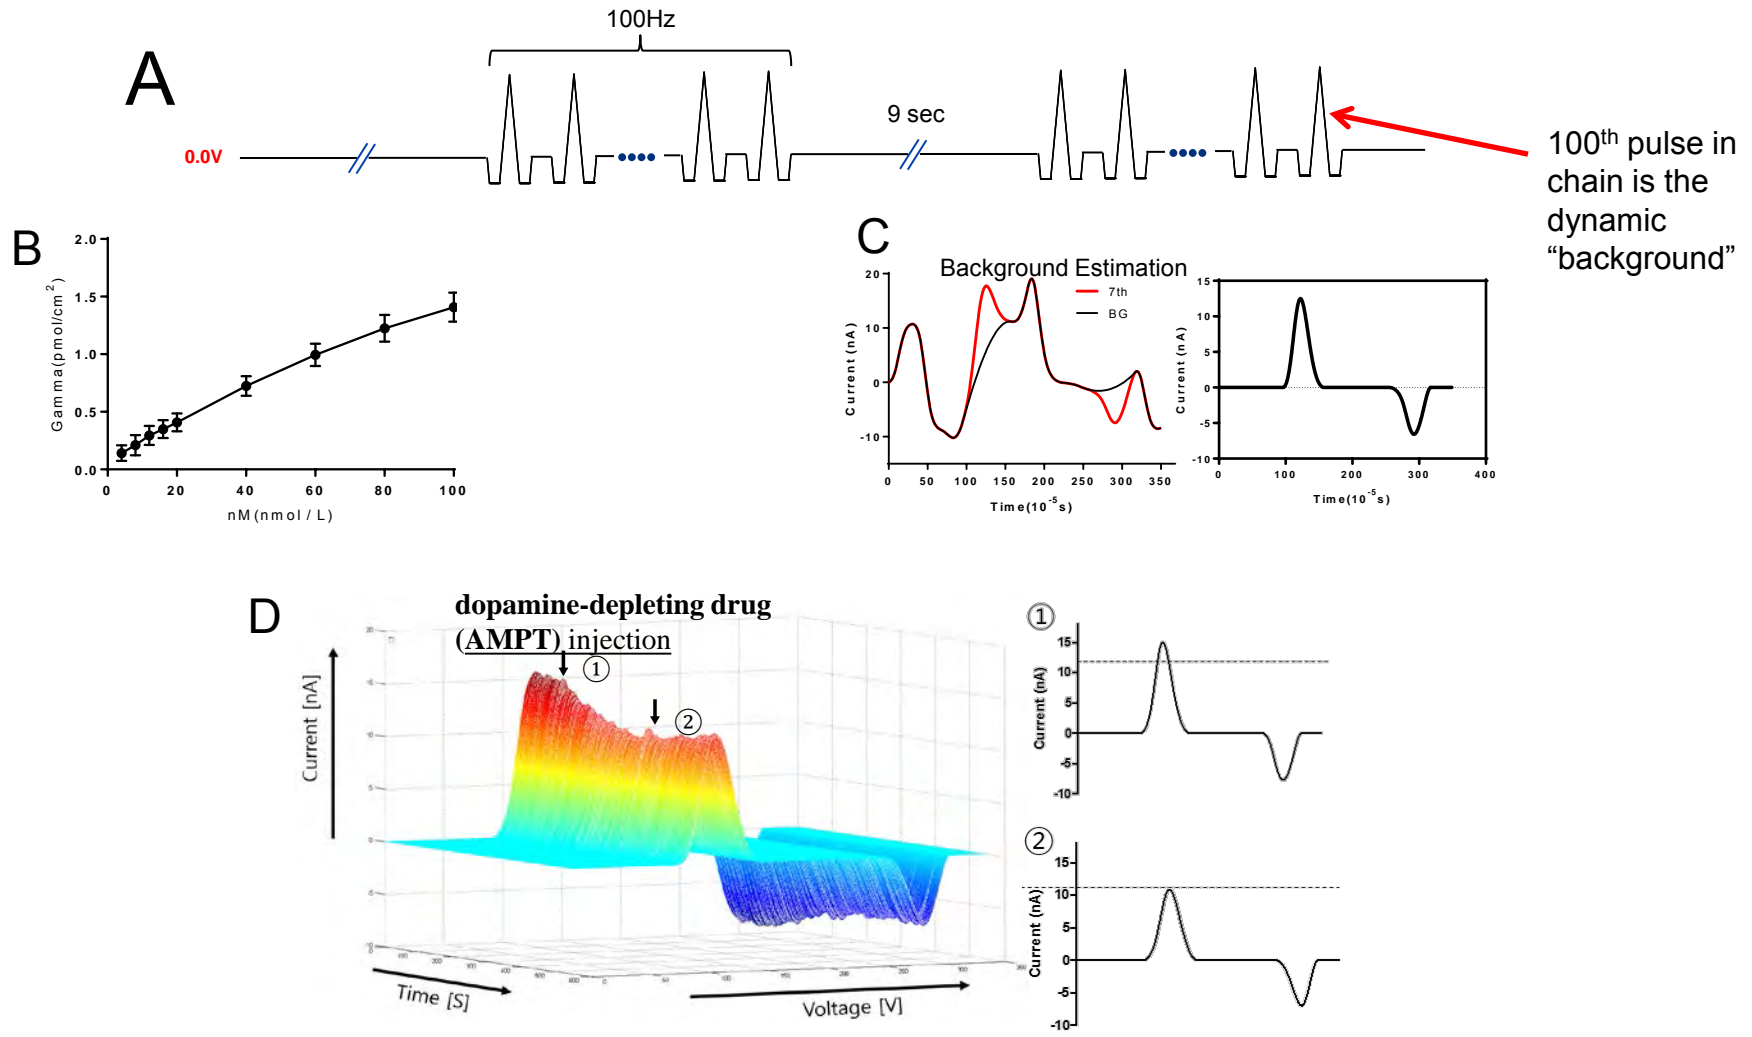 A
100Hz
0.0V
9 sec
100th pulse in
chain is the
dynamic
“background”
B
Gamma(pmol/cm2)
2.0
1.5
1.0
0.5
0.0
0 20 40 60 80 100
nM(nmol / L)
C
Background Estimation
7th
BG
Current (nA)
20
10
0
-10
0 50 100 150 200 250 300 350
Time(10-5s)
Current (nA)
15
10
5
0
-5
-10
0 100 200 300 400
Time(10-5s)
D
dopamine-depleting drug
(AMPT) injection
①
②
Current [nA]
Time [S]
Voltage [V]
①
Current (nA)
15
10
5
0
-5
-10
②
Current (nA)
15
10
5
0
-5
-10